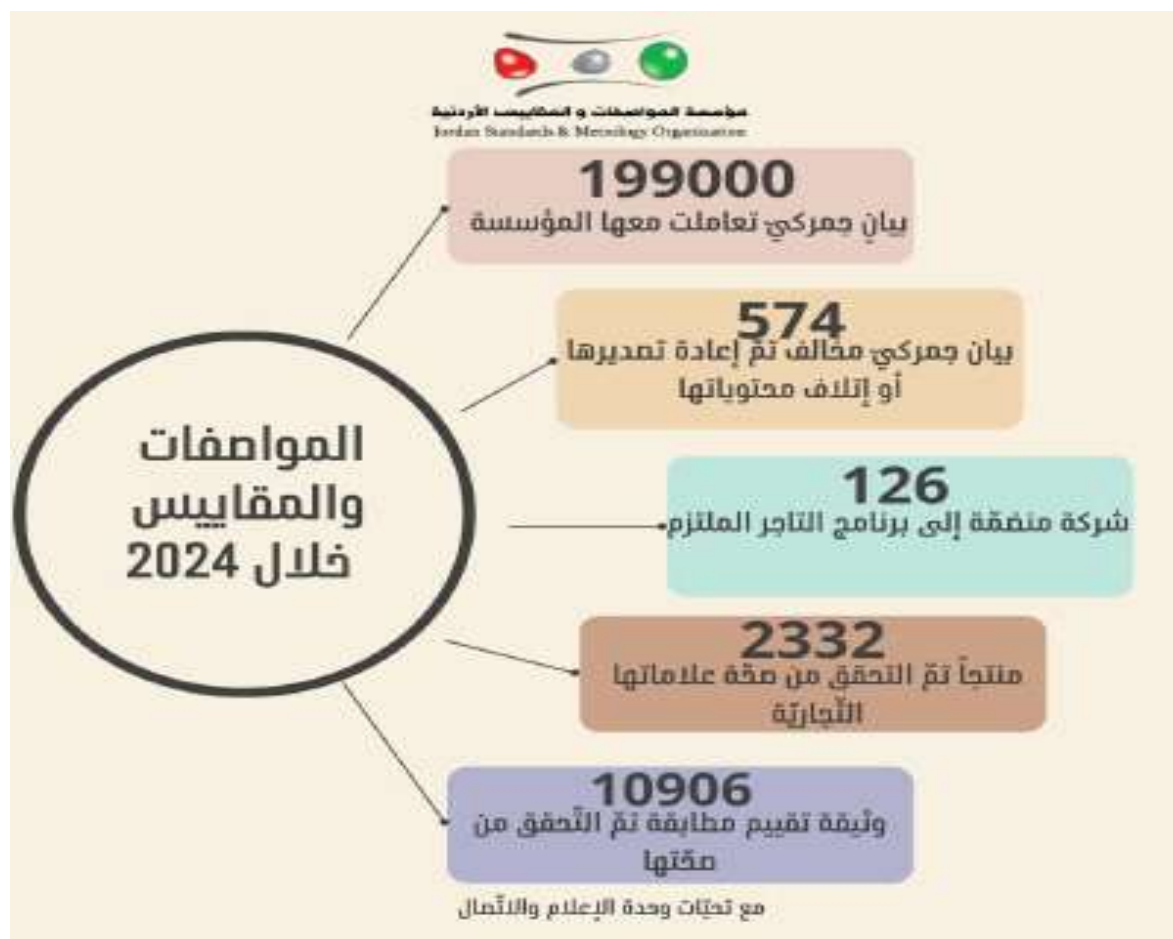 مؤسسة المواصفات و المقاييس الأردنية
Jordan Standards & Metrology Organization
199000
بيانٍ جمركيٍ تعاملت معها المؤسسة
574
بيان جمركيٍ مخالف تمّ إعادة تصديرها
أو إتلاف محتوياتها
126
شركة منضمّة إلى برنامج التاجر الملتزم
2332
منتجاً تمّ التحقق من صحّة علاماتها
التّجاريّة
10906
وثيقة تقييم مطابقة تمّ التّحقق من
صحّتها
المواصفات
والمقاييس
خلال 2024
مع تحيّات وحدة الإعلام والاتّصال